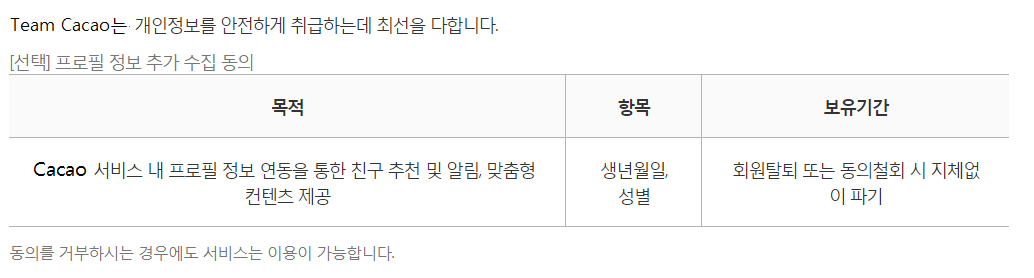 Team Cacao는 개인정보를 안전하게 취급하는데 최선을 다합니다.
[선택] 프로필 정보 추가 수집 동의
목적
항목
보유기간
Cacao 서비스 내 프로필 정보 연동을 통한 친구 추천 및 알림, 맞춤형
컨텐츠 제공
생년월일,
성별
회원탈퇴 또는 동의철회 시 지체없
이 파기
동의를 거부하시는 경우에도 서비스는 이용이 가능합니다.